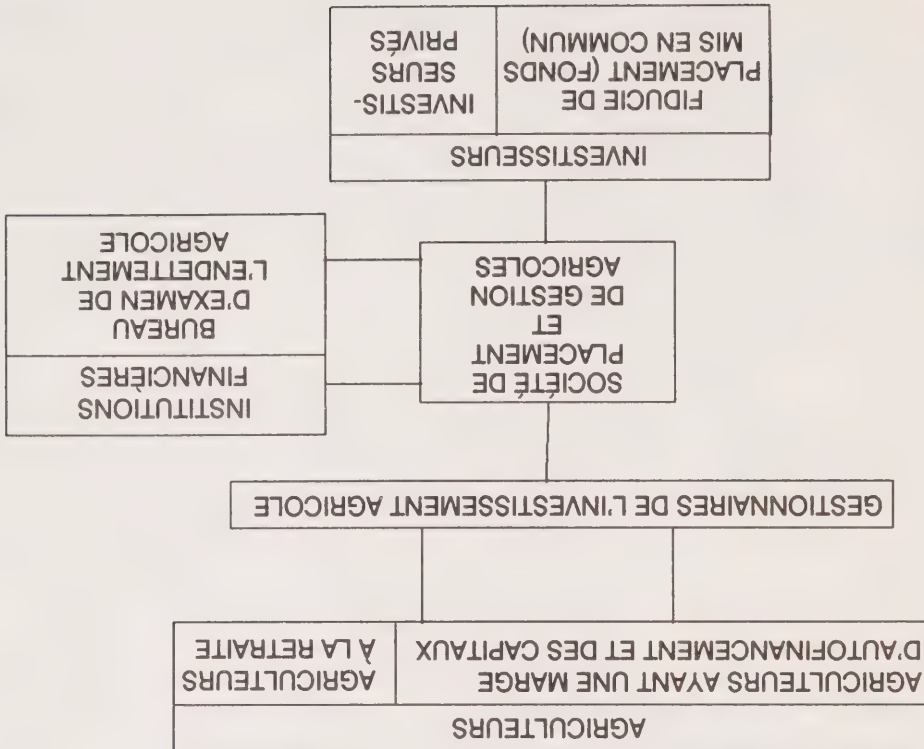 AGRICULTEURS
AGRICULTEURS
À LA RETRAITE
AGRICULTEURS AYANT UNE MARGE
D'AUTOFINANCEMENT ET DES CAPITAUX
GESTIONNAIRES DE L'INVESTISSEMENT AGRICOLE
INSTITUTIONS
FINANCIÈRES
BUREAU
D'EXAMEN DE
L'ENDETTEMENT
AGRICOLE
SOCIÉTÉ DE
PLACEMENT
ET
DE GESTION
AGRICOLES
INVESTISSEURS
INVESTIS-
SEURS
PRIVÉS
FIDUCIE DE
PLACEMENT (FONDS
MIS EN COMMUN)